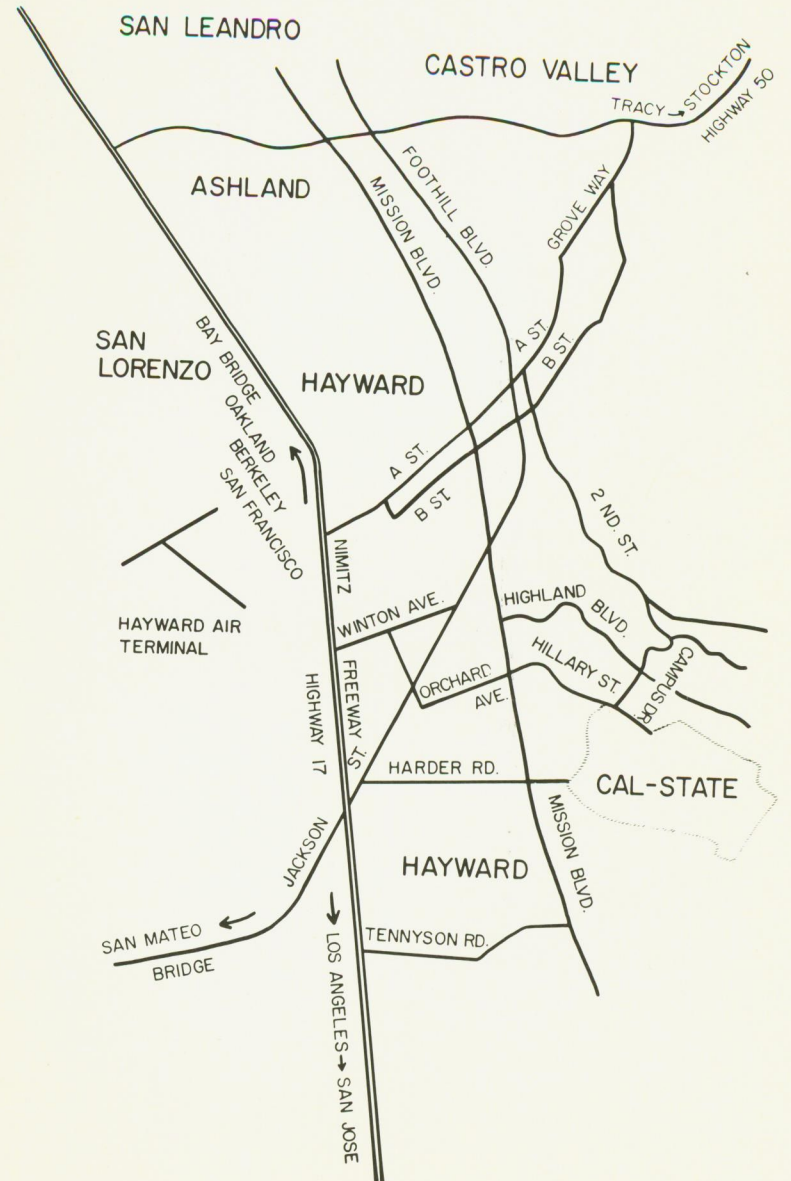 SAN LEANDRO
CASTRO VALLEY
TRACY → STOCKTON
HIGHWAY 50
ASHLAND
FOOTHILL BLVD.
MISSION BLVD.
GROVE WAY
SAN
LORENZO
BAY BRIDGE
OAKLAND
BERKELEY
SAN FRANCISCO
HAYWARD
A ST.
B ST.
A ST.
B ST.
2 ND. ST.
NIMITZ
FREEWAY
HIGHWAY 17
HAYWARD AIR
TERMINAL
WINTON AVE.
HIGHLAND BLVD.
HILLARY ST.
CAMPUS DR.
ORCHARD
AVE.
HARDER RD.
CAL-STATE
JACKSON ST.
HAYWARD
MISSION BLVD.
SAN MATEO
BRIDGE
TENNYSON RD.
LOS ANGELES → SAN JOSE